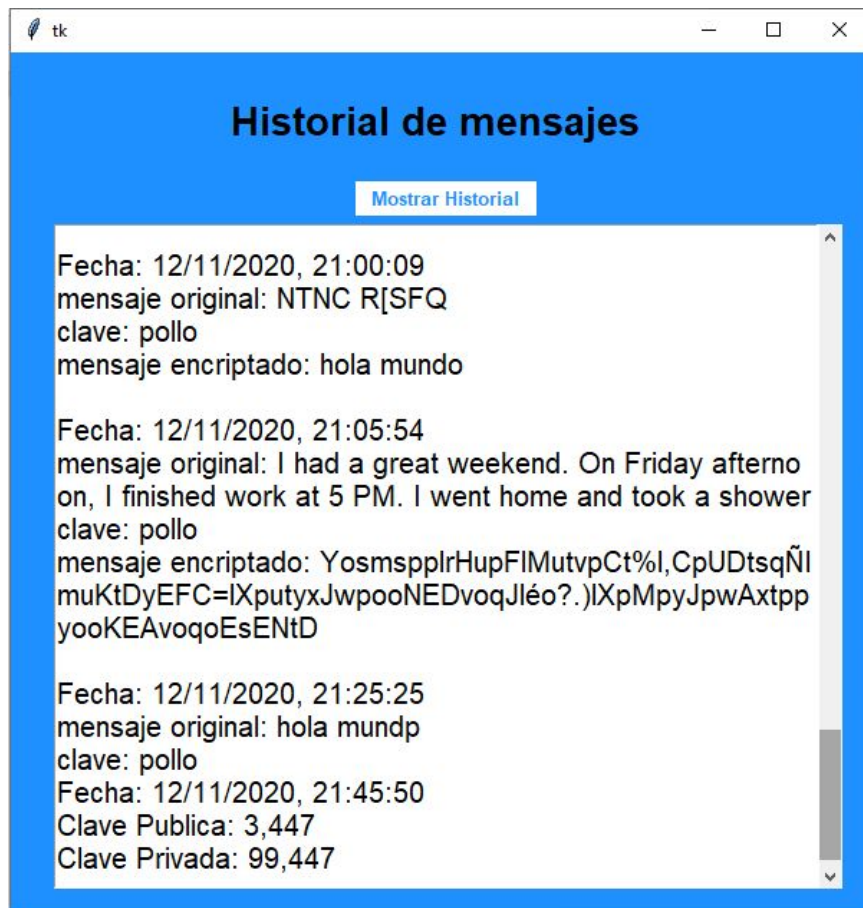 tk
Historial de mensajes
Mostrar Historial
Fecha: 12/11/2020, 21:00:09
mensaje original: NTNC R[SFQ
clave: pollo
mensaje encriptado: hola mundo
Fecha: 12/11/2020, 21:05:54
mensaje original: I had a great weekend. On Friday afterno
on, I finished work at 5 PM. I went home and took a shower
clave: pollo
mensaje encriptado: YosmspplrHupFlMutvpCt%I,CpUDtsqÑl
muKtDyEFC=lXputyxJwpooNEDvoqJléo?.)lXpMpyJpwAxtpp
yooKEAvoqoEsENtD
Fecha: 12/11/2020, 21:25:25
mensaje original: hola mundp
clave: pollo
Fecha: 12/11/2020, 21:45:50
Clave Publica: 3,447
Clave Privada: 99,447